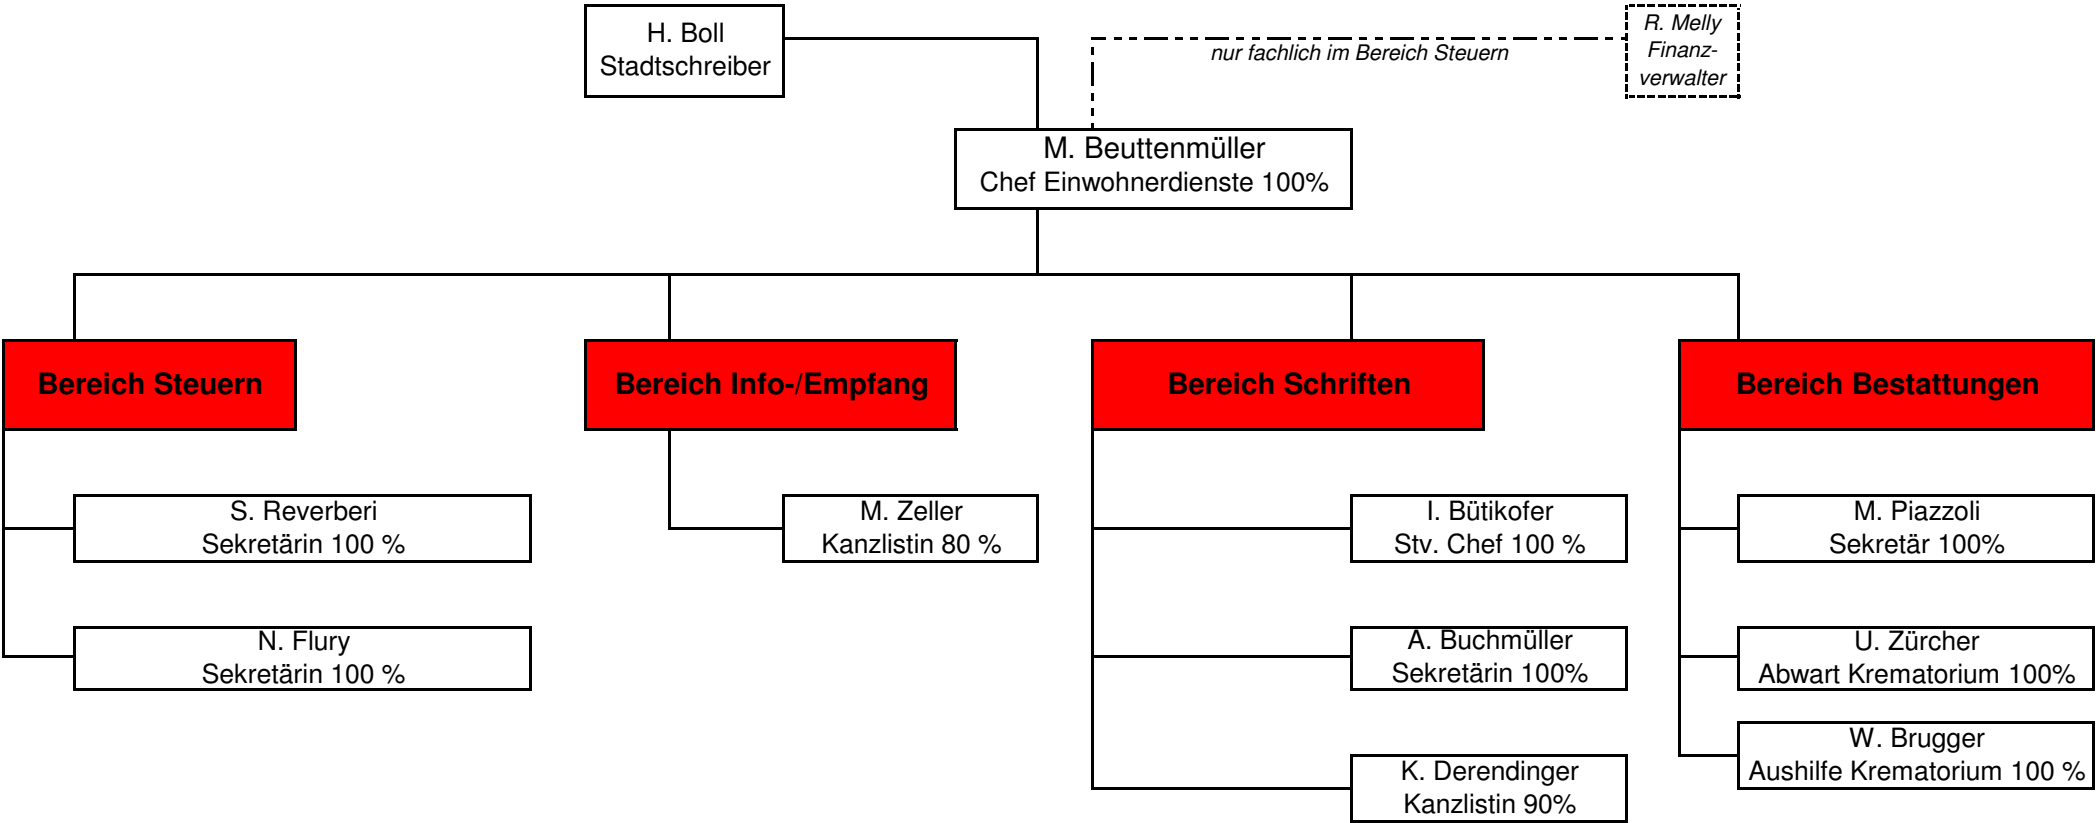 H. Boll
Stadtschreiber
R. Melly
Finanz-
verwalter
nur fachlich im Bereich Steuern
M. Beuttenmüller
Chef Einwohnerdienste 100%
Bereich Steuern
Bereich Info-/Empfang
Bereich Schriften
Bereich Bestattungen
S. Reverberi
Sekretärin 100 %
M. Zeller
Kanzlistin 80 %
I. Bütikofer
Stv. Chef 100 %
M. Piazzoli
Sekretär 100%
N. Flury
Sekretärin 100 %
A. Buchmüller
Sekretärin 100%
U. Zürcher
Abwart Krematorium 100%
W. Brugger
Aushilfe Krematorium 100 %
K. Derendinger
Kanzlistin 90%